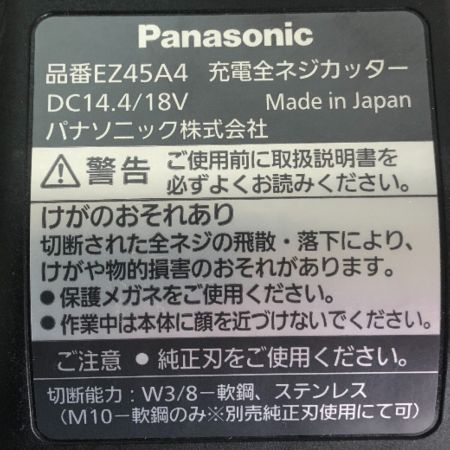 Panasonic
品番EZ45A4 充電全ネジカッター
DC14.4/18V Made in Japan
パナソニック株式会社
警告 ご使用前に取扱説明書を
必ずよくお読みください。
けがのおそれあり
切断された全ネジの飛散・落下により、
けがや物的損害のおそれがあります。
●保護メガネをご使用ください。
●作業中は本体に顔を近づけないでください。
ご注意 ●純正刃をご使用ください。
切断能力：W3/8－軟鋼、ステンレス
（M10－軟鋼のみ※別売純正刃使用にて可）